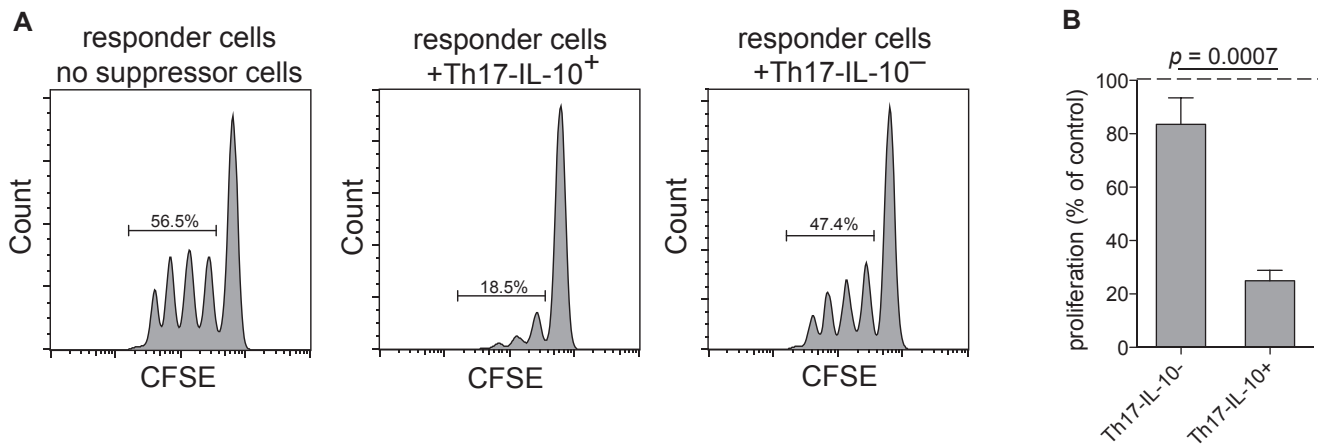 A
responder cells
no suppressor cells
Count
56.5%
CFSE
responder cells
+Th17-IL-10⁺
Count
18.5%
CFSE
responder cells
+Th17-IL-10⁻
Count
47.4%
CFSE
B
p = 0.0007
proliferation (% of control)
100
80
60
40
20
0
Th17-IL-10-
Th17-IL-10+